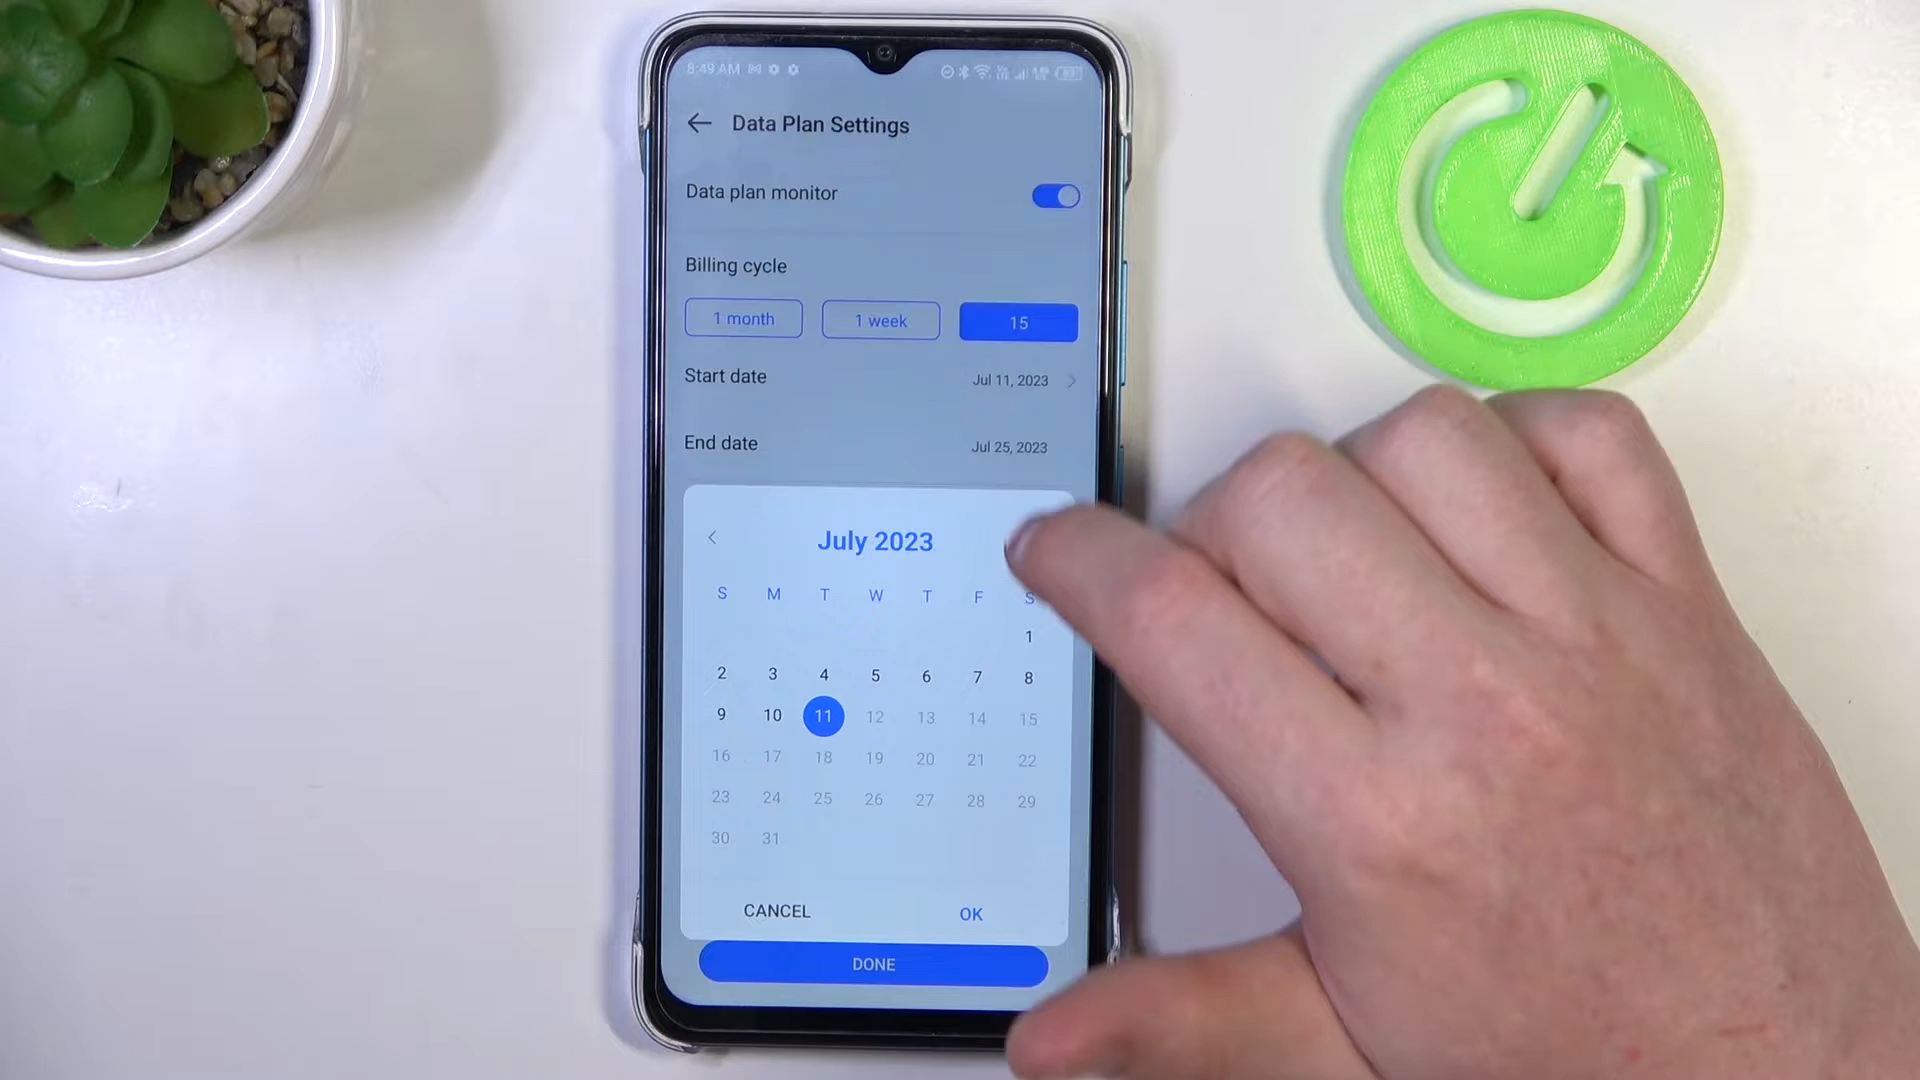 8:49 AM
Data Plan Settings
Data plan monitor
Billing cycle
1 month 1 week 15
Start date Jul 11, 2023
End date Jul 25, 2023
July 2023
S M T W T F S
1
2 3 4 5 6 7 8
9 10 11 12 13 14 15
16 17 18 19 20 21 22
23 24 25 26 27 28 29
30 31
CANCEL OK
DONE